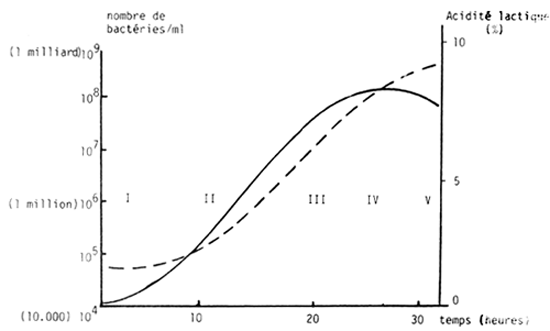 nombre de
bactéries/ml
Acidité lactique
(%)
(1 milliard) 10⁹
10
10⁸
10⁷
5
(1 million) 10⁶
I
II
III
IV
V
10⁵
(10.000) 10⁴
0
10
20
30
temps (heures)